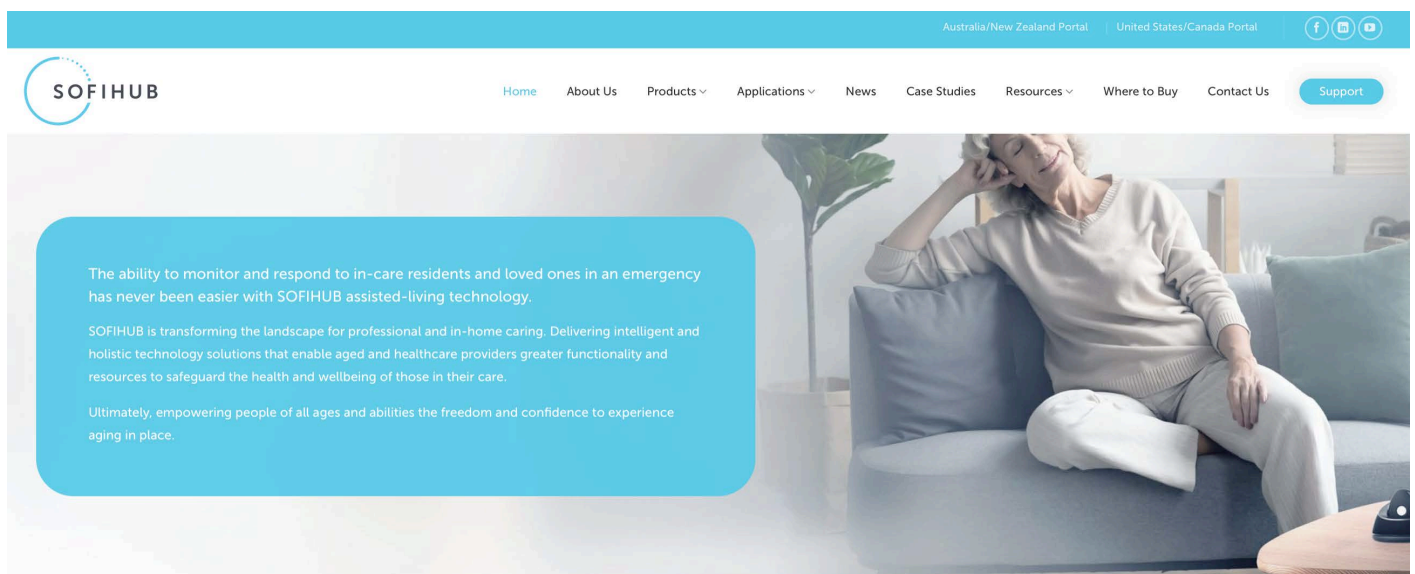 Australia/New Zealand Portal
United States/Canada Portal
SOFIHUB
Home
About Us
Products
Applications
News
Case Studies
Resources
Where to Buy
Contact Us
Support
The ability to monitor and respond to in-care residents and loved ones in an emergency
has never been easier with SOFIHUB assisted-living technology.
SOFIHUB is transforming the landscape for professional and in-home caring. Delivering intelligent and
holistic technology solutions that enable aged and healthcare providers greater functionality and
resources to safeguard the health and wellbeing of those in their care.
Ultimately, empowering people of all ages and abilities the freedom and confidence to experience
aging in place.